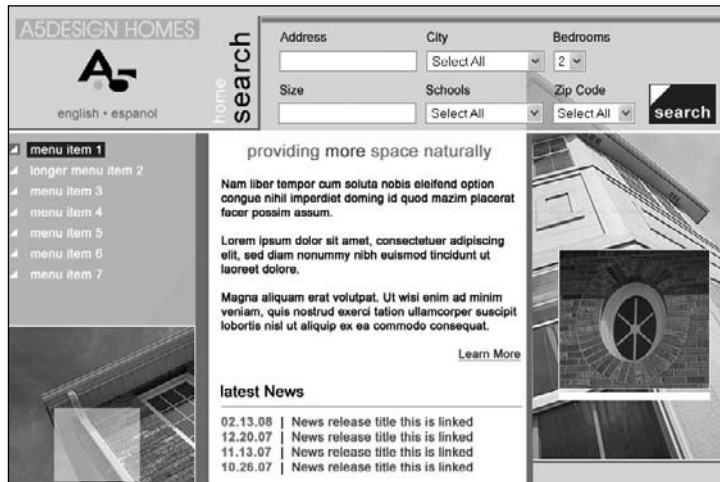 A5DESIGN HOMES
A5
english • espanol
home
search
Address
City
Select All
Bedrooms
2
Size
Schools
Select All
Zip Code
Select All
search
menu item 1
longer menu item 2
menu item 3
menu item 4
menu item 5
menu item 6
menu item 7
providing more space naturally
Nam liber tempor cum soluta nobis eleifend option
congue nihil imperdiet doming id quod mazim placerat
facer possim assum.
Lorem ipsum dolor sit amet, consectetuer adipiscing
elit, sed diam nonummy nibh euismod tincidunt ut
laoreet dolore.
Magna aliquam erat volutpat. Ut wisi enim ad minim
veniam, quis nostrud exerci tation ullamcorper suscipit
lobortis nisl ut aliquip ex ea commodo consequat.
Learn More
latest News
02.13.08 | News release title this is linked
12.20.07 | News release title this is linked
11.13.07 | News release title this is linked
10.26.07 | News release title this is linked